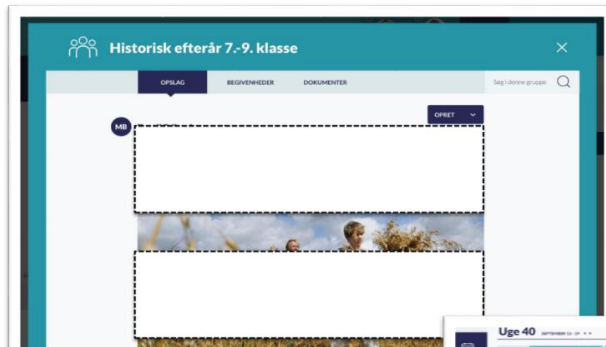 Historisk efterår 7.-9. klasse
OPSLAG
BEGIVENHEDER
DOKUMENTER
Søg i denne gruppe
OPRET
MB
Uge 40